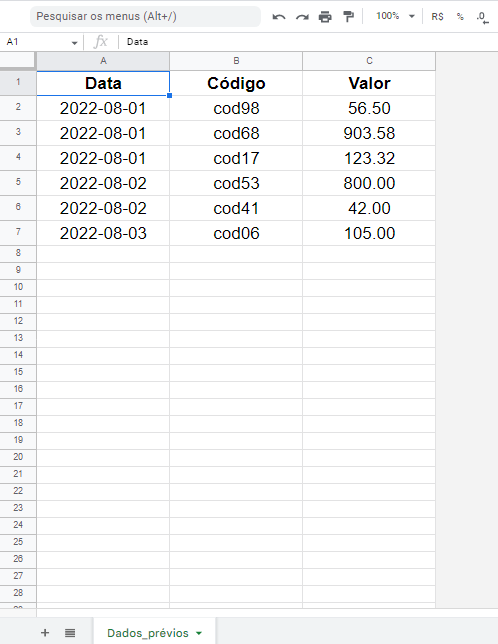 Pesquisar os menus (Alt+/)
100%
R$
%
.0
A1
fx
Data
A B C
1 Data Código Valor
2 2022-08-01 cod98 56.50
3 2022-08-01 cod68 903.58
4 2022-08-01 cod17 123.32
5 2022-08-02 cod53 800.00
6 2022-08-02 cod41 42.00
7 2022-08-03 cod06 105.00
8
9
10
11
12
13
14
15
16
17
18
19
20
21
22
23
24
25
26
27
28
Dados_prévios